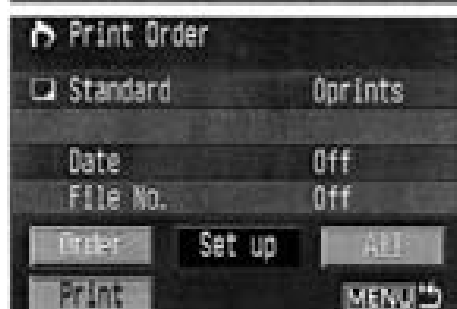 Print Order
Standard 0prints
Date Off
File No. Off
Order Set up All
Print MENU